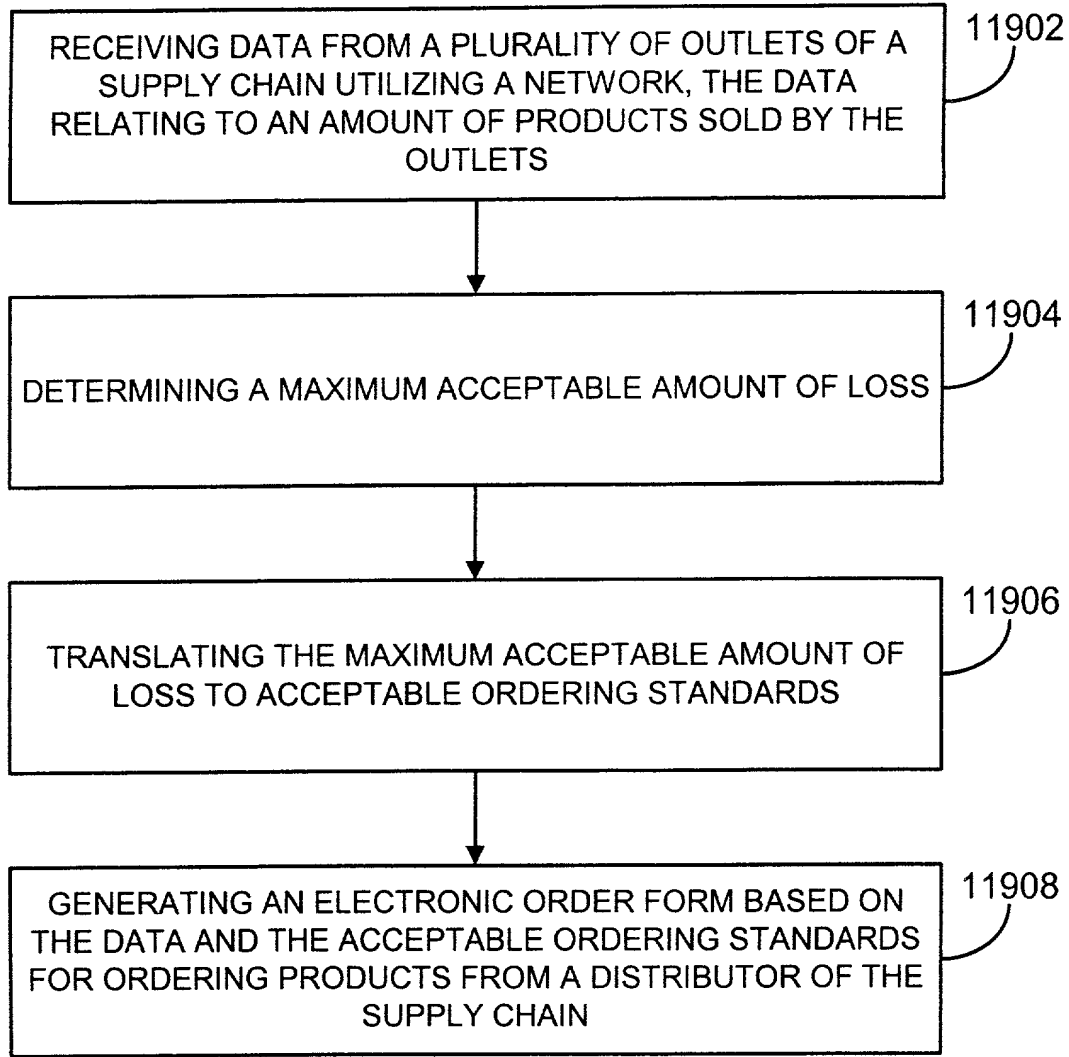 RECEIVING DATA FROM A PLURALITY OF OUTLETS OF A
SUPPLY CHAIN UTILIZING A NETWORK, THE DATA
RELATING TO AN AMOUNT OF PRODUCTS SOLD BY THE
OUTLETS
11902
DETERMINING A MAXIMUM ACCEPTABLE AMOUNT OF LOSS
11904
TRANSLATING THE MAXIMUM ACCEPTABLE AMOUNT OF
LOSS TO ACCEPTABLE ORDERING STANDARDS
11906
GENERATING AN ELECTRONIC ORDER FORM BASED ON
THE DATA AND THE ACCEPTABLE ORDERING STANDARDS
FOR ORDERING PRODUCTS FROM A DISTRIBUTOR OF THE
SUPPLY CHAIN
11908